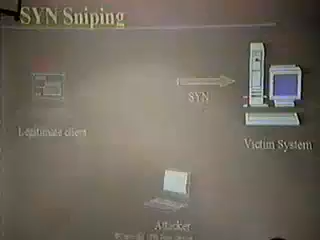 SYN Sniping
SYN
Legitimate client
Victim System
Attacker